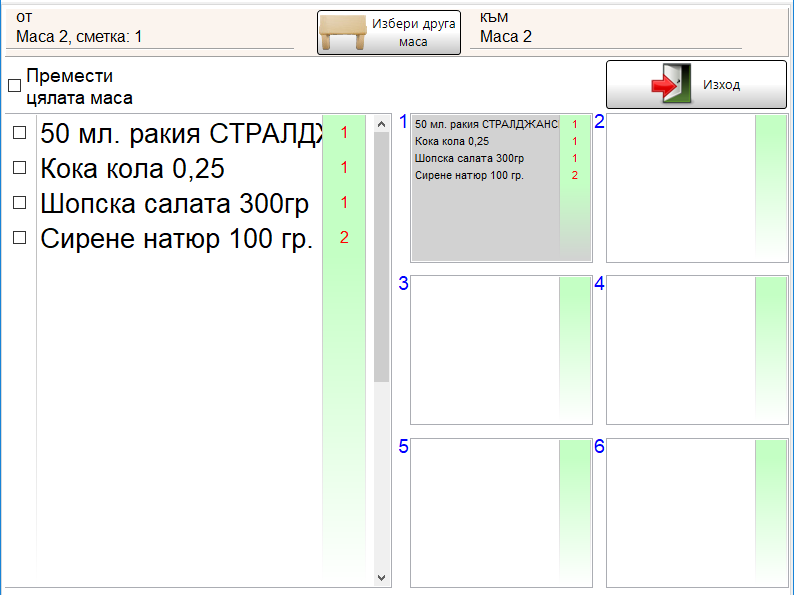 от
Маса 2, сметка: 1
Избери друга
маса
към
Маса 2
Премести
цялата маса
Изход
50 мл. ракия СТРАЛДЖ 1
Кока кола 0,25 1
Шопска салата 300гр 1
Сирене натюр 100 гр. 2
1
50 мл. ракия СТРАЛДЖАНС 1
Кока кола 0,25 1
Шопска салата 300гр 1
Сирене натюр 100 гр. 2
2
3
4
5
6